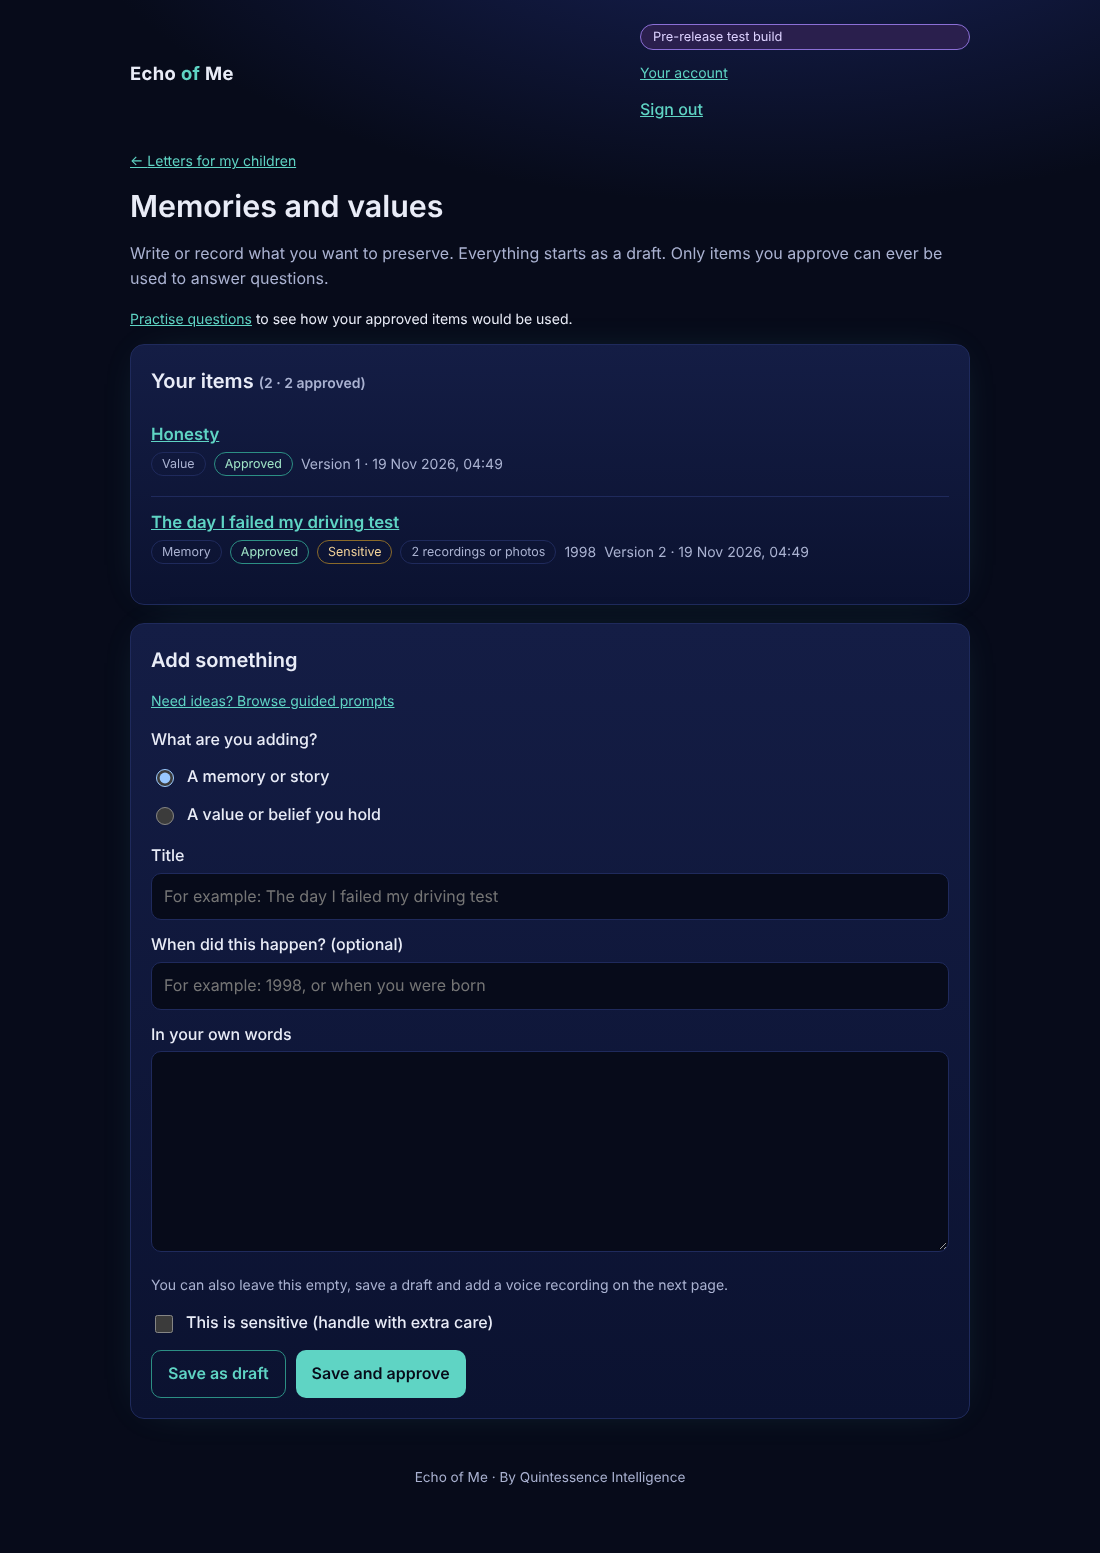 Pre-release test build
Echo of Me
Your account
Sign out
← Letters for my children
Memories and values
Write or record what you want to preserve. Everything starts as a draft. Only items you approve can ever be
used to answer questions.
Practise questions to see how your approved items would be used.
Your items (2 · 2 approved)
Honesty
Value Approved Version 1 · 19 Nov 2026, 04:49
The day I failed my driving test
Memory Approved Sensitive 2 recordings or photos 1998 Version 2 · 19 Nov 2026, 04:49
Add something
Need ideas? Browse guided prompts
What are you adding?
A memory or story
A value or belief you hold
Title
For example: The day I failed my driving test
When did this happen? (optional)
For example: 1998, or when you were born
In your own words
You can also leave this empty, save a draft and add a voice recording on the next page.
This is sensitive (handle with extra care)
Save as draft Save and approve
Echo of Me · By Quintessence Intelligence